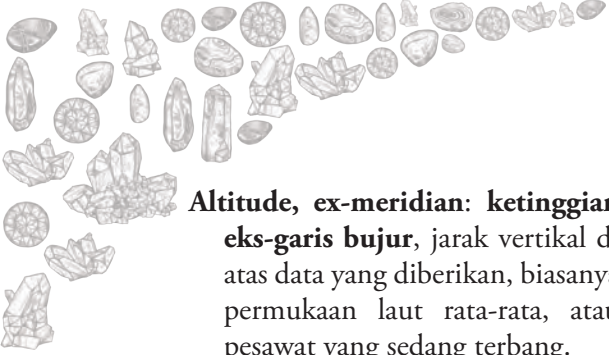 Altitude, ex-meridian: ketinggian
eks-garis bujur, jarak vertikal d
atas data yang diberikan, biasanya
permukaan laut rata-rata, atau
pesawat yang sedang terbang.